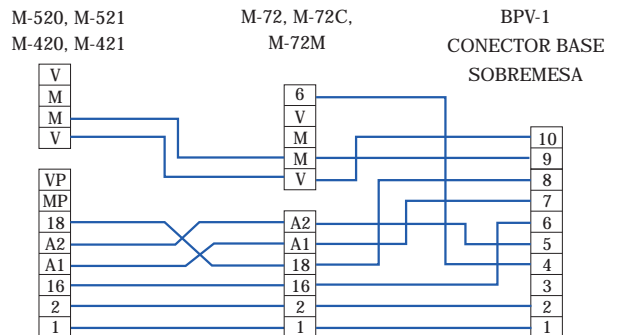 M-520, M-521
M-420, M-421
V
M
M
V
VP
MP
18
A2
A1
16
2
1
M-72, M-72C,
M-72M
6
V
M
M
V
A2
A1
18
16
2
1
BPV-1
CONECTOR BASE
SOBREMESA
10
9
8
7
6
5
4
3
2
1